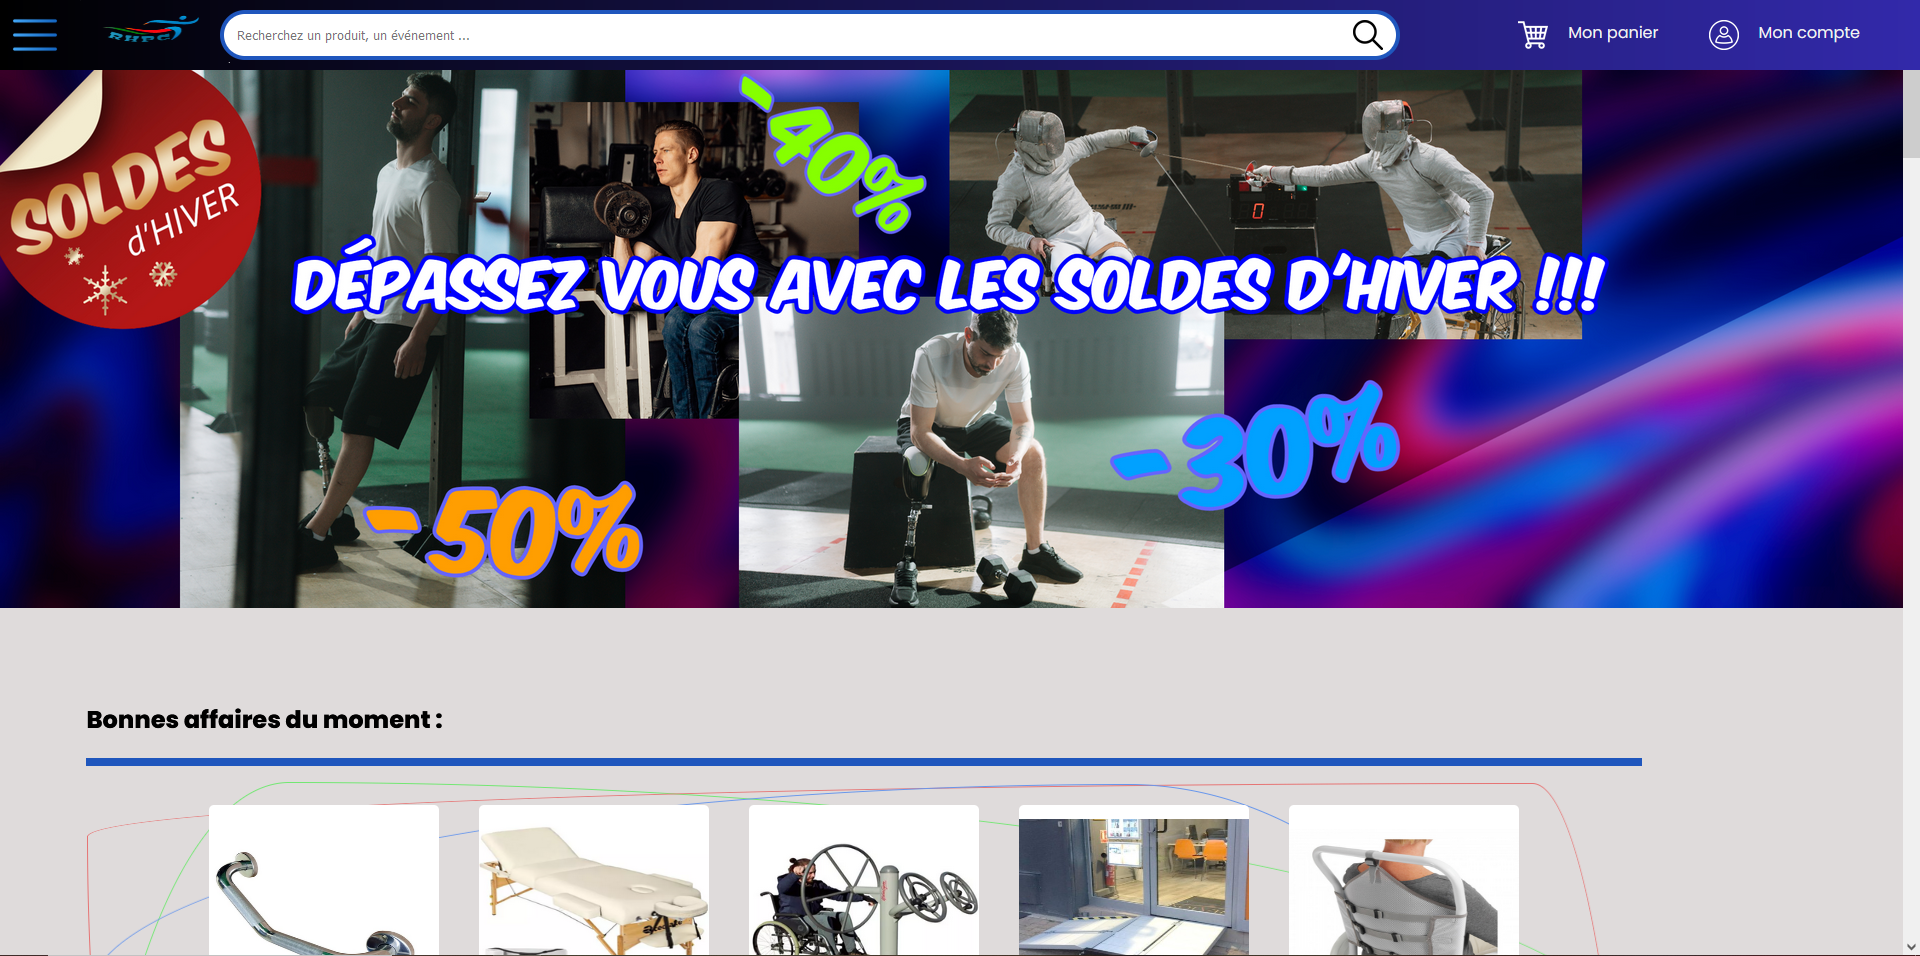 RHPC
Recherchez un produit, un événement ...
Mon panier
Mon compte
SOLDES
d'HIVER
-40%
0
DÉPASSEZ VOUS AVEC LES SOLDES D'HIVER !!!
-30%
-50%
Bonnes affaires du moment :